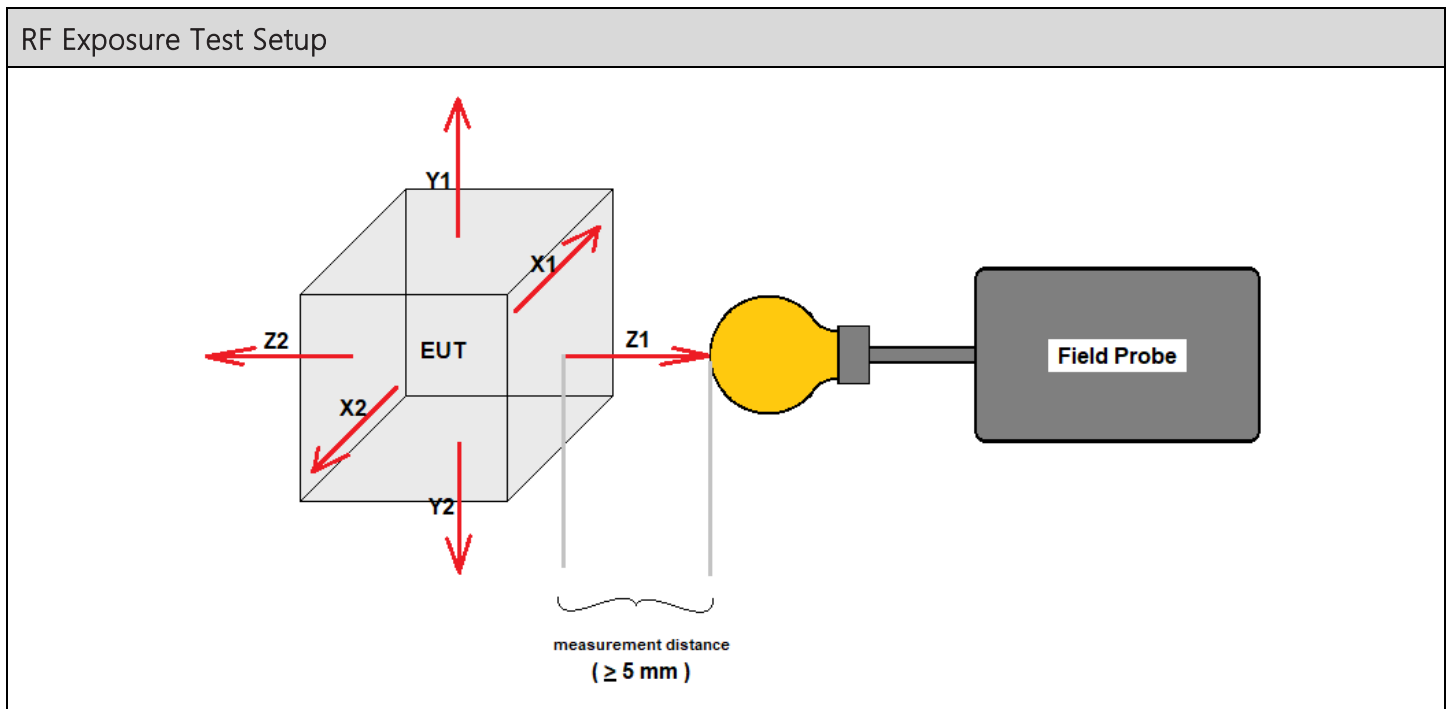 RF Exposure Test Setup
Y1
X1
Z2
EUT
Z1
Field Probe
X2
Y2
measurement distance
( ≥ 5 mm )